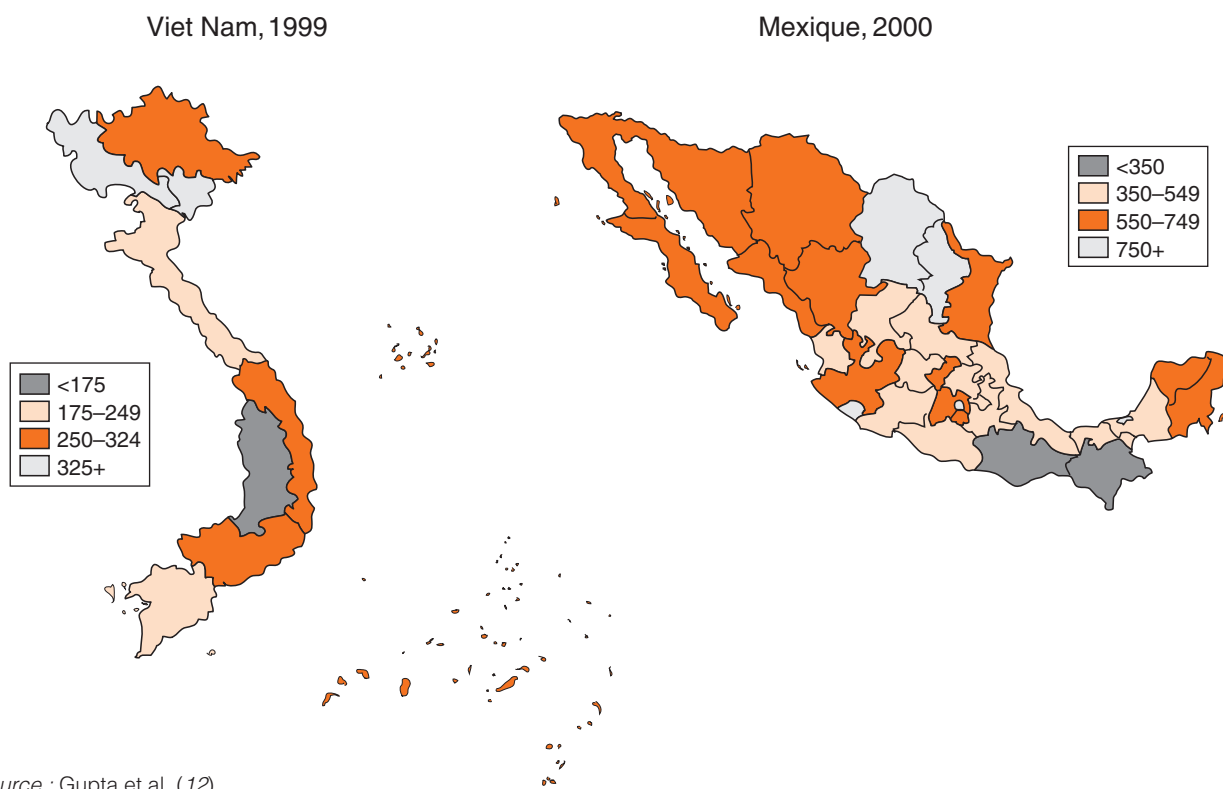 Viet Nam, 1999
Mexique, 2000
<350
350–549
550–749
750+
<175
175–249
250–324
325+
urce : Gupta et al. (12)